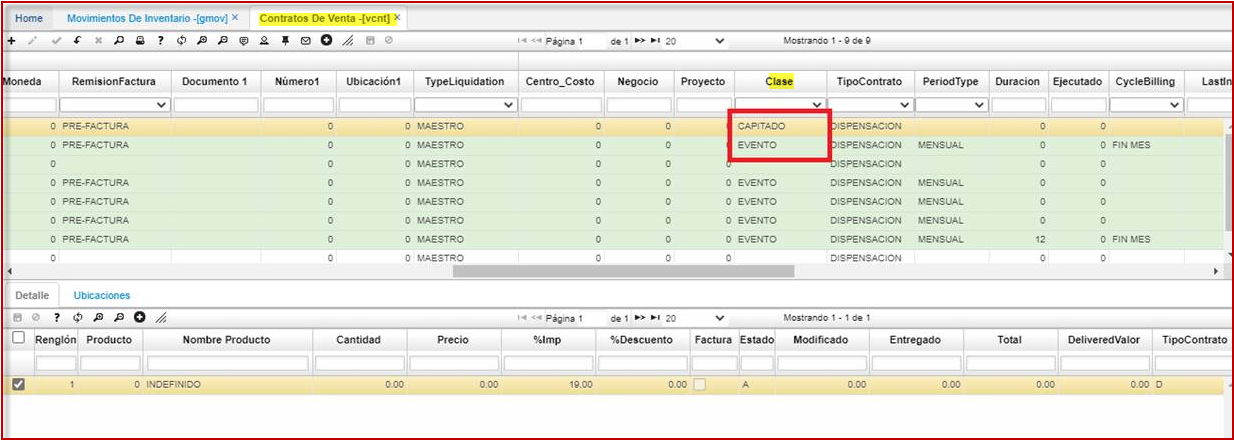 Home Movimientos De Inventario -[gmov] × Contratos De Venta -[vcnt] ×
Página 1 de 1 20 Mostrando 1 - 9 de 9
Moneda RemisionFactura Documento 1 Número1 Ubicación1 TypeLiquidation Centro_Costo Negocio Proyecto Clase TipoContrato PeriodType Duracion Ejecutado CycleBilling LastIn
0 PRE-FACTURA 0 0 MAESTRO 0 0 0 CAPITADO DISPENSACION 0 0
0 PRE-FACTURA 0 0 MAESTRO 0 0 0 EVENTO DISPENSACION MENSUAL 0 0 FIN MES
0 0 0 MAESTRO 0 0 0 DISPENSACION 0 0
0 PRE-FACTURA 0 0 MAESTRO 0 0 0 EVENTO DISPENSACION MENSUAL 0 0
0 PRE-FACTURA 0 0 MAESTRO 0 0 0 EVENTO DISPENSACION MENSUAL 0 0
0 PRE-FACTURA 0 0 MAESTRO 0 0 0 EVENTO DISPENSACION MENSUAL 0 0
0 PRE-FACTURA 0 0 MAESTRO 0 0 0 EVENTO DISPENSACION MENSUAL 12 0 FIN MES
0 0 0 MAESTRO 0 0 0 DISPENSACION 0 0
Detalle Ubicaciones
Página 1 de 1 20 Mostrando 1 - 1 de 1
Renglón Producto Nombre Producto Cantidad Precio %Imp %Descuento Factura Estado Modificado Entregado Total DeliveredValor TipoContrato
1 0 INDEFINIDO 0.00 0.00 19.00 0.00 A 0.00 0.00 0.00 0.00 D